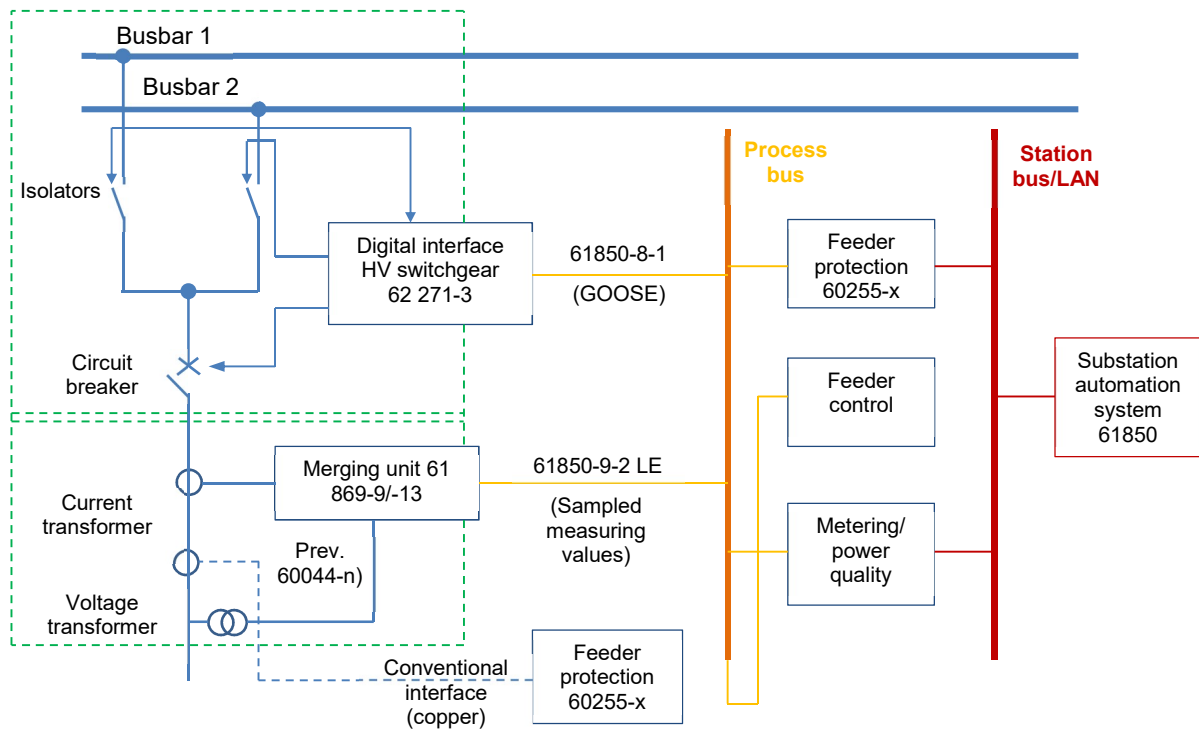 Busbar 1
Busbar 2
Isolators
Process
bus
Station
bus/LAN
Digital interface
HV switchgear
62 271-3
61850-8-1
(GOOSE)
Feeder
protection
60255-x
Circuit
breaker
Feeder
control
Substation
automation
system
61850
Merging unit 61
869-9/-13
61850-9-2 LE
(Sampled
measuring
values)
Current
transformer
Metering/
power
quality
Prev.
60044-n)
Voltage
transformer
Conventional
interface
(copper)
Feeder
protection
60255-x